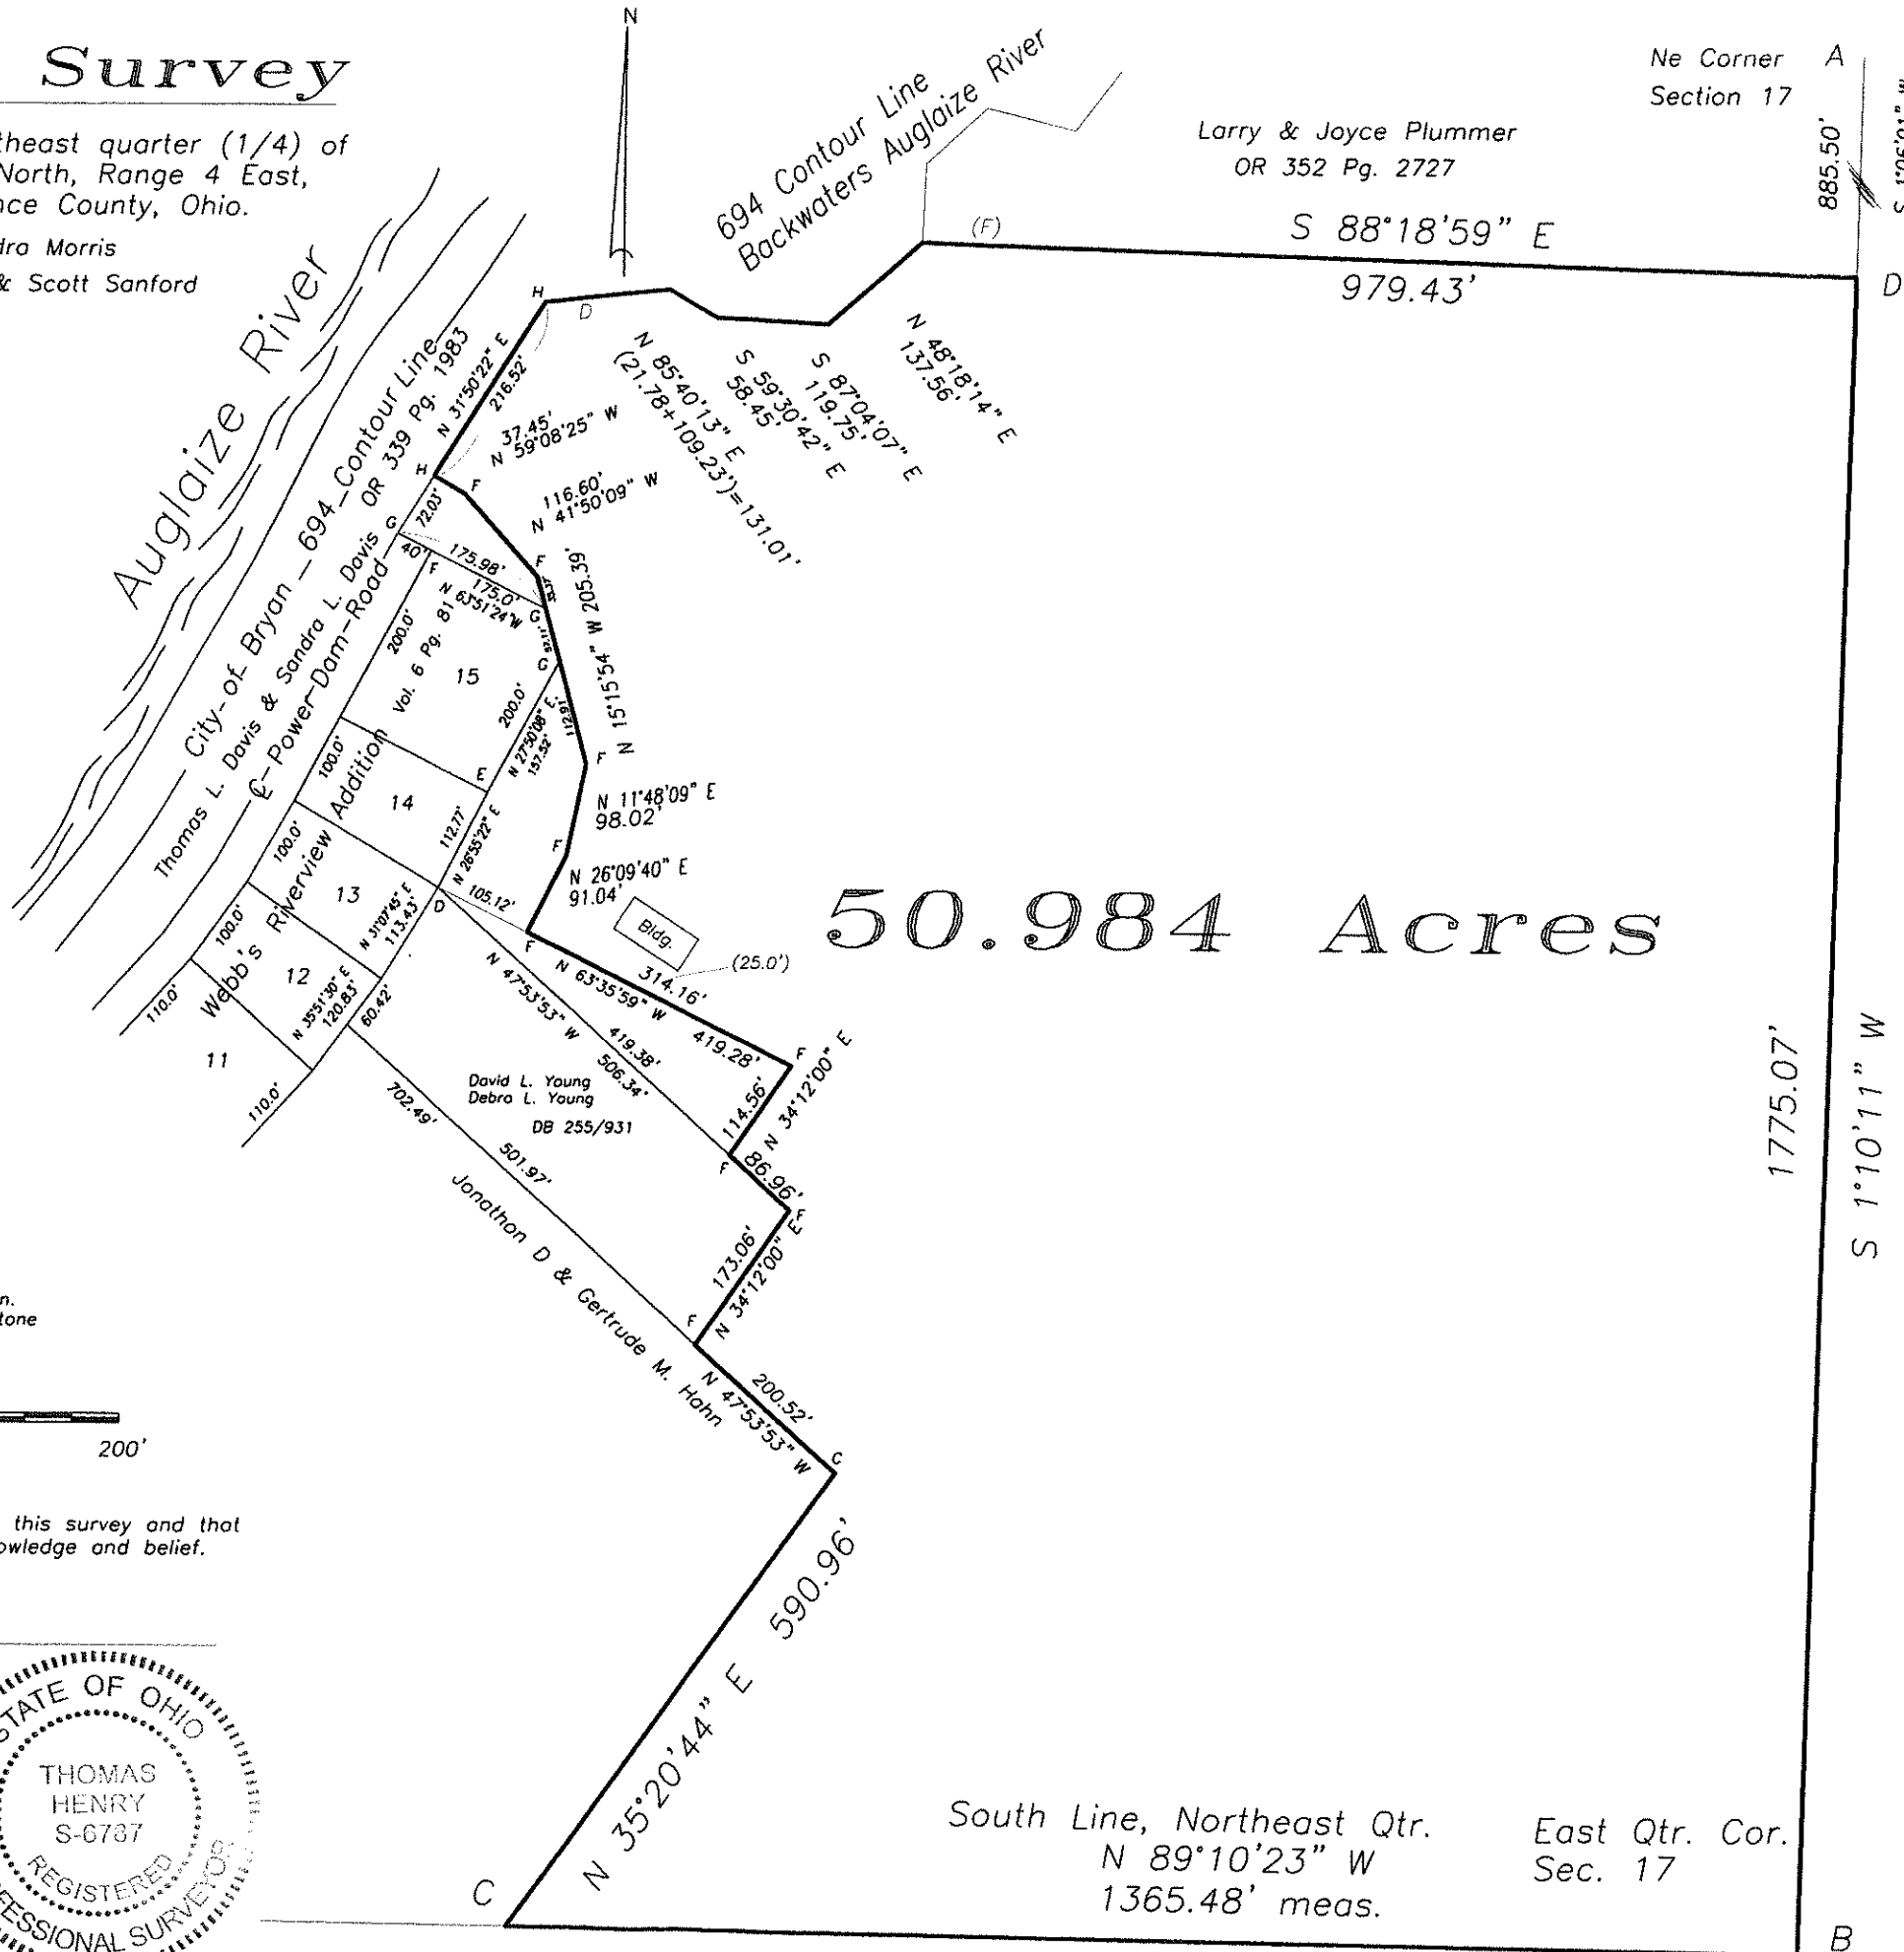 Survey
theast quarter (1/4) of
North, Range 4 East,
nce County, Ohio.
dra Morris
& Scott Sanford
N
694 Contour Line
Backwaters Auglaize River
Ne Corner
Section 17
A
885.50'
Larry & Joyce Plummer
OR 352 Pg. 2727
(F)
S 88°18'59" E
979.43'
D
Auglaize River
City of Bryan 694 Contour Line
OR 339 Pg. 1983
Thomas L. Davis & Sandra L. Davis
℄ Power Dam Road
H
D
N 31°50'22" E
216.52'
N 85°40'13" E
(21.78+109.23')=131.01'
S 59°30'42" E
58.45'
S 87°04'07" E
119.75'
N 48°18'14" E
137.56'
37.45'
N 59°08'25" W
H
F
116.60'
N 41°50'09" W
72.03'
G
40'
F
175.98'
175.0'
N 63°51'24"W
F
G
N 15°15'54" W 205.39'
G
112.91'
F
200.0'
Vol. 6 Pg. 81
15
200.0'
N 27°50'08" E
157.52'
100.0'
14
E
112.77'
N 26°55'22" E
N 11°48'09" E
98.02'
F
N 26°09'40" E
91.04'
100.0'
13
N 31°07'45" E
113.43'
D
105.12'
F
Webb's Riverview Addition
100.0'
12
N 35°51'30" E
120.83'
60.42'
110.0'
11
110.0'
Bldg.
(25.0')
50.984 Acres
314.16'
N 63°35'59" W
419.28'
F
N 47°53'53" W
419.38'
506.34'
114.56'
N 34°12'00" E
F
86.96'
F
David L. Young
Debra L. Young
DB 255/931
702.49'
501.97'
173.06'
N 34°12'00" E
F
Jonathon D & Gertrude M. Hahn
200.52'
N 47°53'53" W
G
1775.07'
S 1°10'11" W
n.
tone
200'
this survey and that
owledge and belief.
590.96'
N 35°20'44" E
STATE OF OHIO
THOMAS
HENRY
S-6787
REGISTERED
FESSIONAL SURVEYOR
C
South Line, Northeast Qtr.
N 89°10'23" W
1365.48' meas.
East Qtr. Cor.
Sec. 17
B